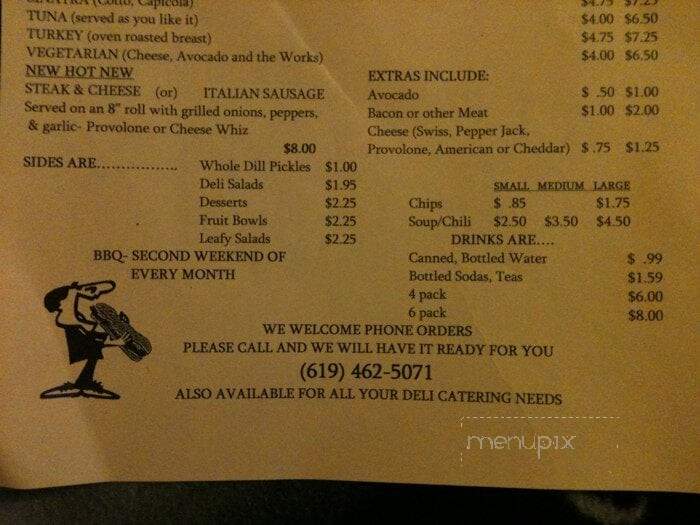 SINATRA (Cotto, Capicola) $4.75 $7.25
TUNA (served as you like it) $4.00 $6.50
TURKEY (oven roasted breast) $4.75 $7.25
VEGETARIAN (Cheese, Avocado and the Works) $4.00 $6.50
NEW HOT NEW
STEAK & CHEESE (or) ITALIAN SAUSAGE
Served on an 8" roll with grilled onions, peppers,
& garlic- Provolone or Cheese Whiz
$8.00
EXTRAS INCLUDE:
Avocado $ .50 $1.00
Bacon or other Meat $1.00 $2.00
Cheese (Swiss, Pepper Jack,
Provolone, American or Cheddar) $ .75 $1.25
SIDES ARE................. Whole Dill Pickles $1.00
Deli Salads $1.95
Desserts $2.25
Fruit Bowls $2.25
Leafy Salads $2.25
SMALL MEDIUM LARGE
Chips $ .85 $1.75
Soup/Chili $2.50 $3.50 $4.50
DRINKS ARE....
Canned, Bottled Water $ .99
Bottled Sodas, Teas $1.59
4 pack $6.00
6 pack $8.00
BBQ- SECOND WEEKEND OF
EVERY MONTH
WE WELCOME PHONE ORDERS
PLEASE CALL AND WE WILL HAVE IT READY FOR YOU
(619) 462-5071
ALSO AVAILABLE FOR ALL YOUR DELI CATERING NEEDS
menupix